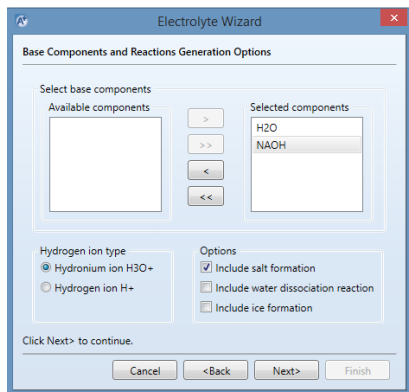 Electrolyte Wizard
Base Components and Reactions Generation Options
Select base components
Available components
Selected components
>
>>
<
<<
H2O
NAOH
Hydrogen ion type
Hydronium ion H3O+
Hydrogen ion H+
Options
Include salt formation
Include water dissociation reaction
Include ice formation
Click Next> to continue.
Cancel <Back Next> Finish